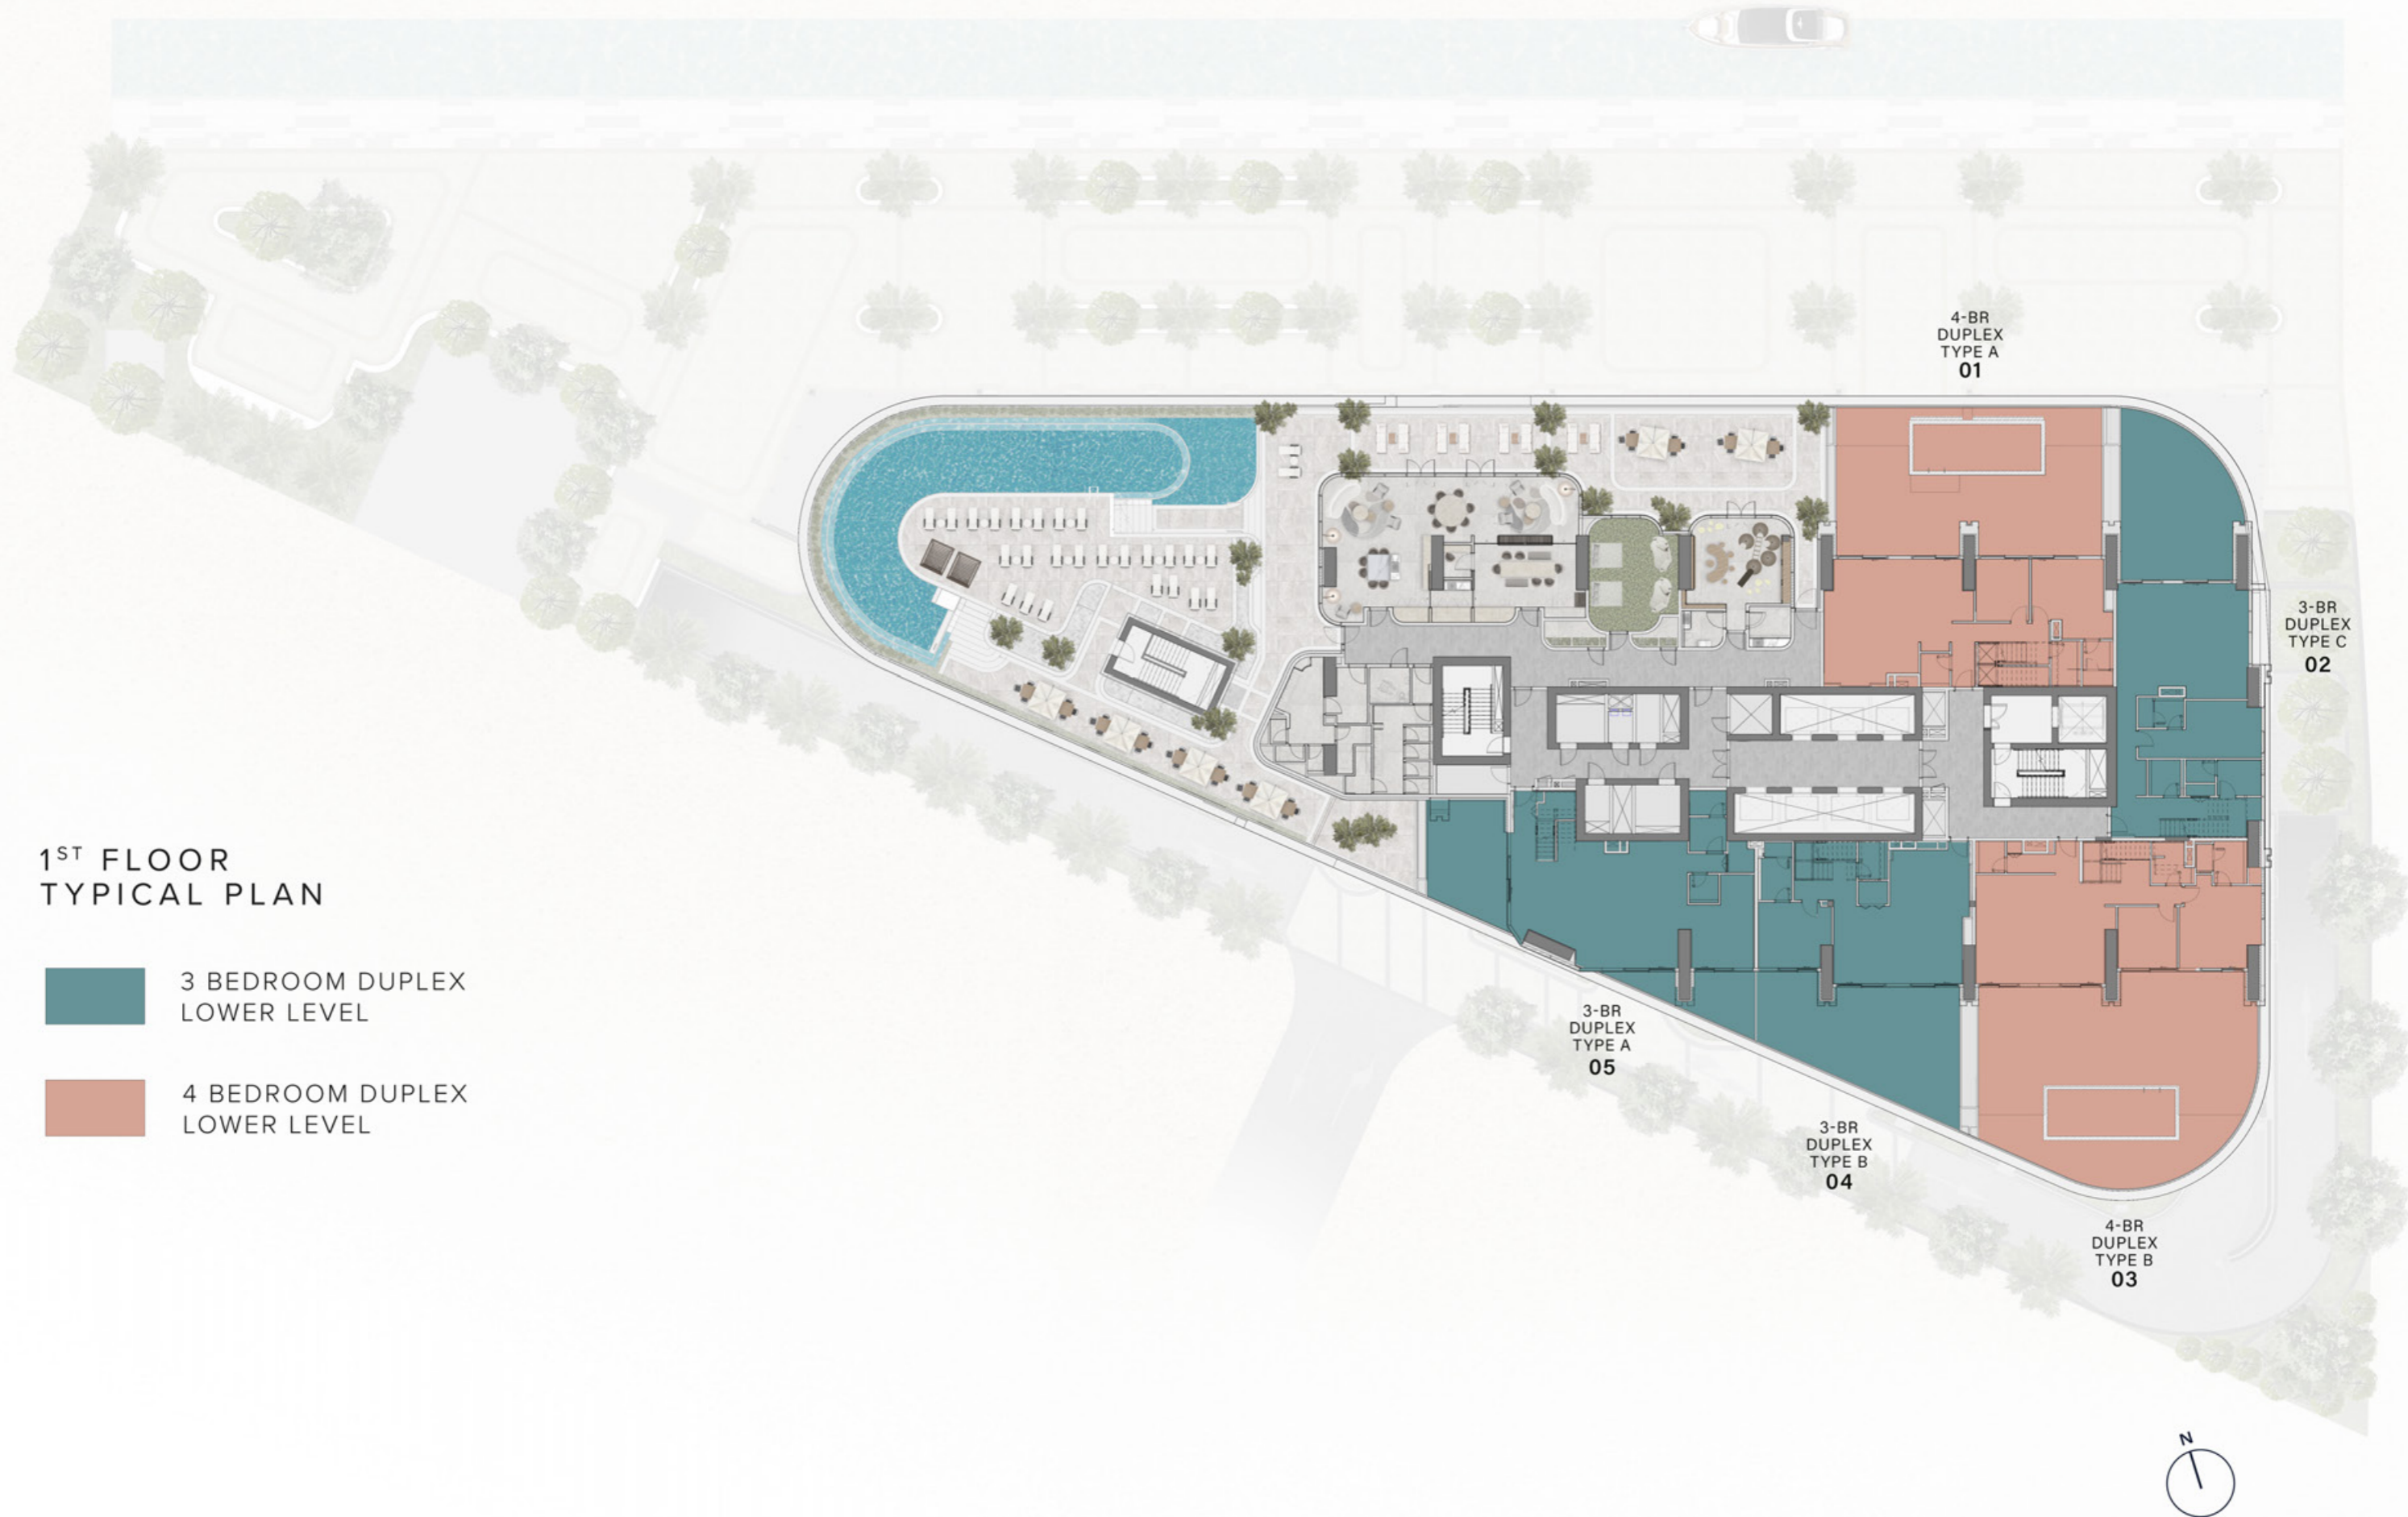 4-BR
DUPLEX
TYPE A
01
3-BR
DUPLEX
TYPE C
02
1ST FLOOR
TYPICAL PLAN
3 BEDROOM DUPLEX
LOWER LEVEL
4 BEDROOM DUPLEX
LOWER LEVEL
3-BR
DUPLEX
TYPE A
05
3-BR
DUPLEX
TYPE B
04
4-BR
DUPLEX
TYPE B
03
N